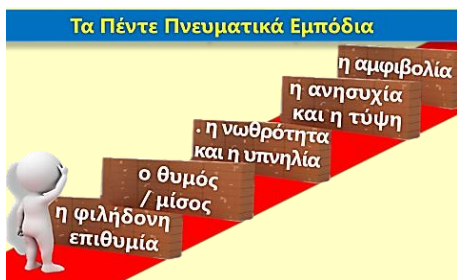 Τα Πέντε Πνευματικά Εμπόδια
η αμφιβολία
η ανησυχία
και η τύψη
. η νωθρότητα
και η υπνηλία
ο θυμός
/ μίσος
η φιλήδονη
επιθυμία